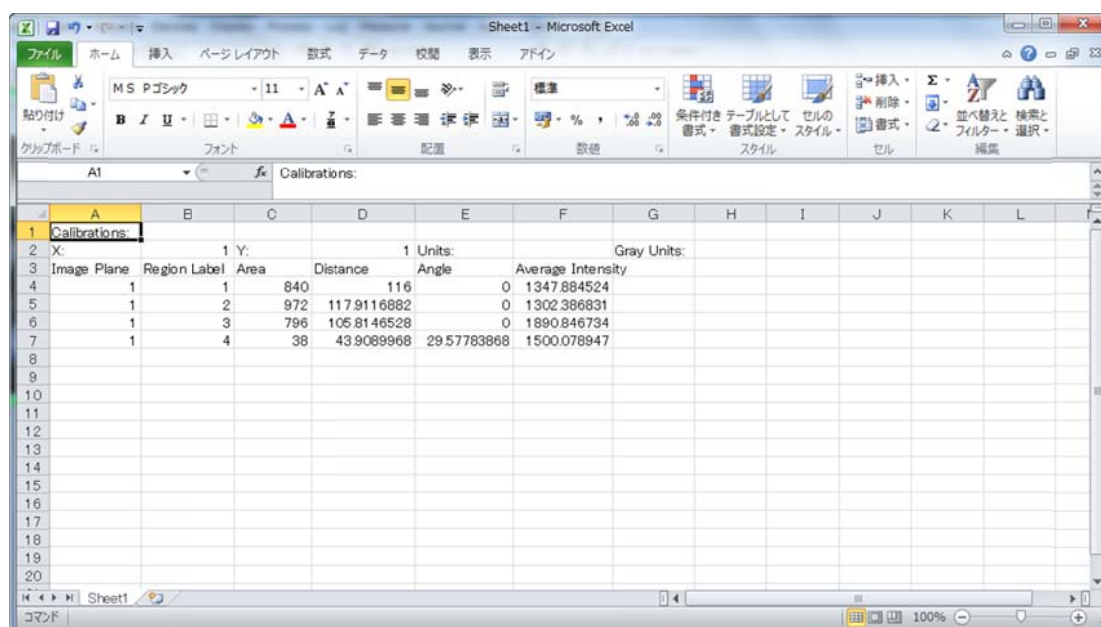 Sheet1 - Microsoft Excel
ファイル ホーム 挿入 ページ レイアウト 数式 データ 校閲 表示 アドイン
MS Pゴシック 11 A A 標準
貼り付け B I U A % , 条件付き書式 テーブルとして書式設定 セルのスタイル 挿入 削除 書式 Σ 並べ替えとフィルター 検索と選択
クリップボード フォント 配置 数値 スタイル セル 編集
A1 fx Calibrations:
A B C D E F G H I J K L
1 Calibrations:
2 X: 1 Y: 1 Units: Gray Units:
3 Image Plane Region Label Area Distance Angle Average Intensity
4 1 1 840 116 0 1347.884524
5 1 2 972 117.9116882 0 1302.386831
6 1 3 796 105.8146528 0 1890.846734
7 1 4 38 43.9089968 29.57783868 1500.078947
8
9
10
11
12
13
14
15
16
17
18
19
20
Sheet1
コマンド 100%